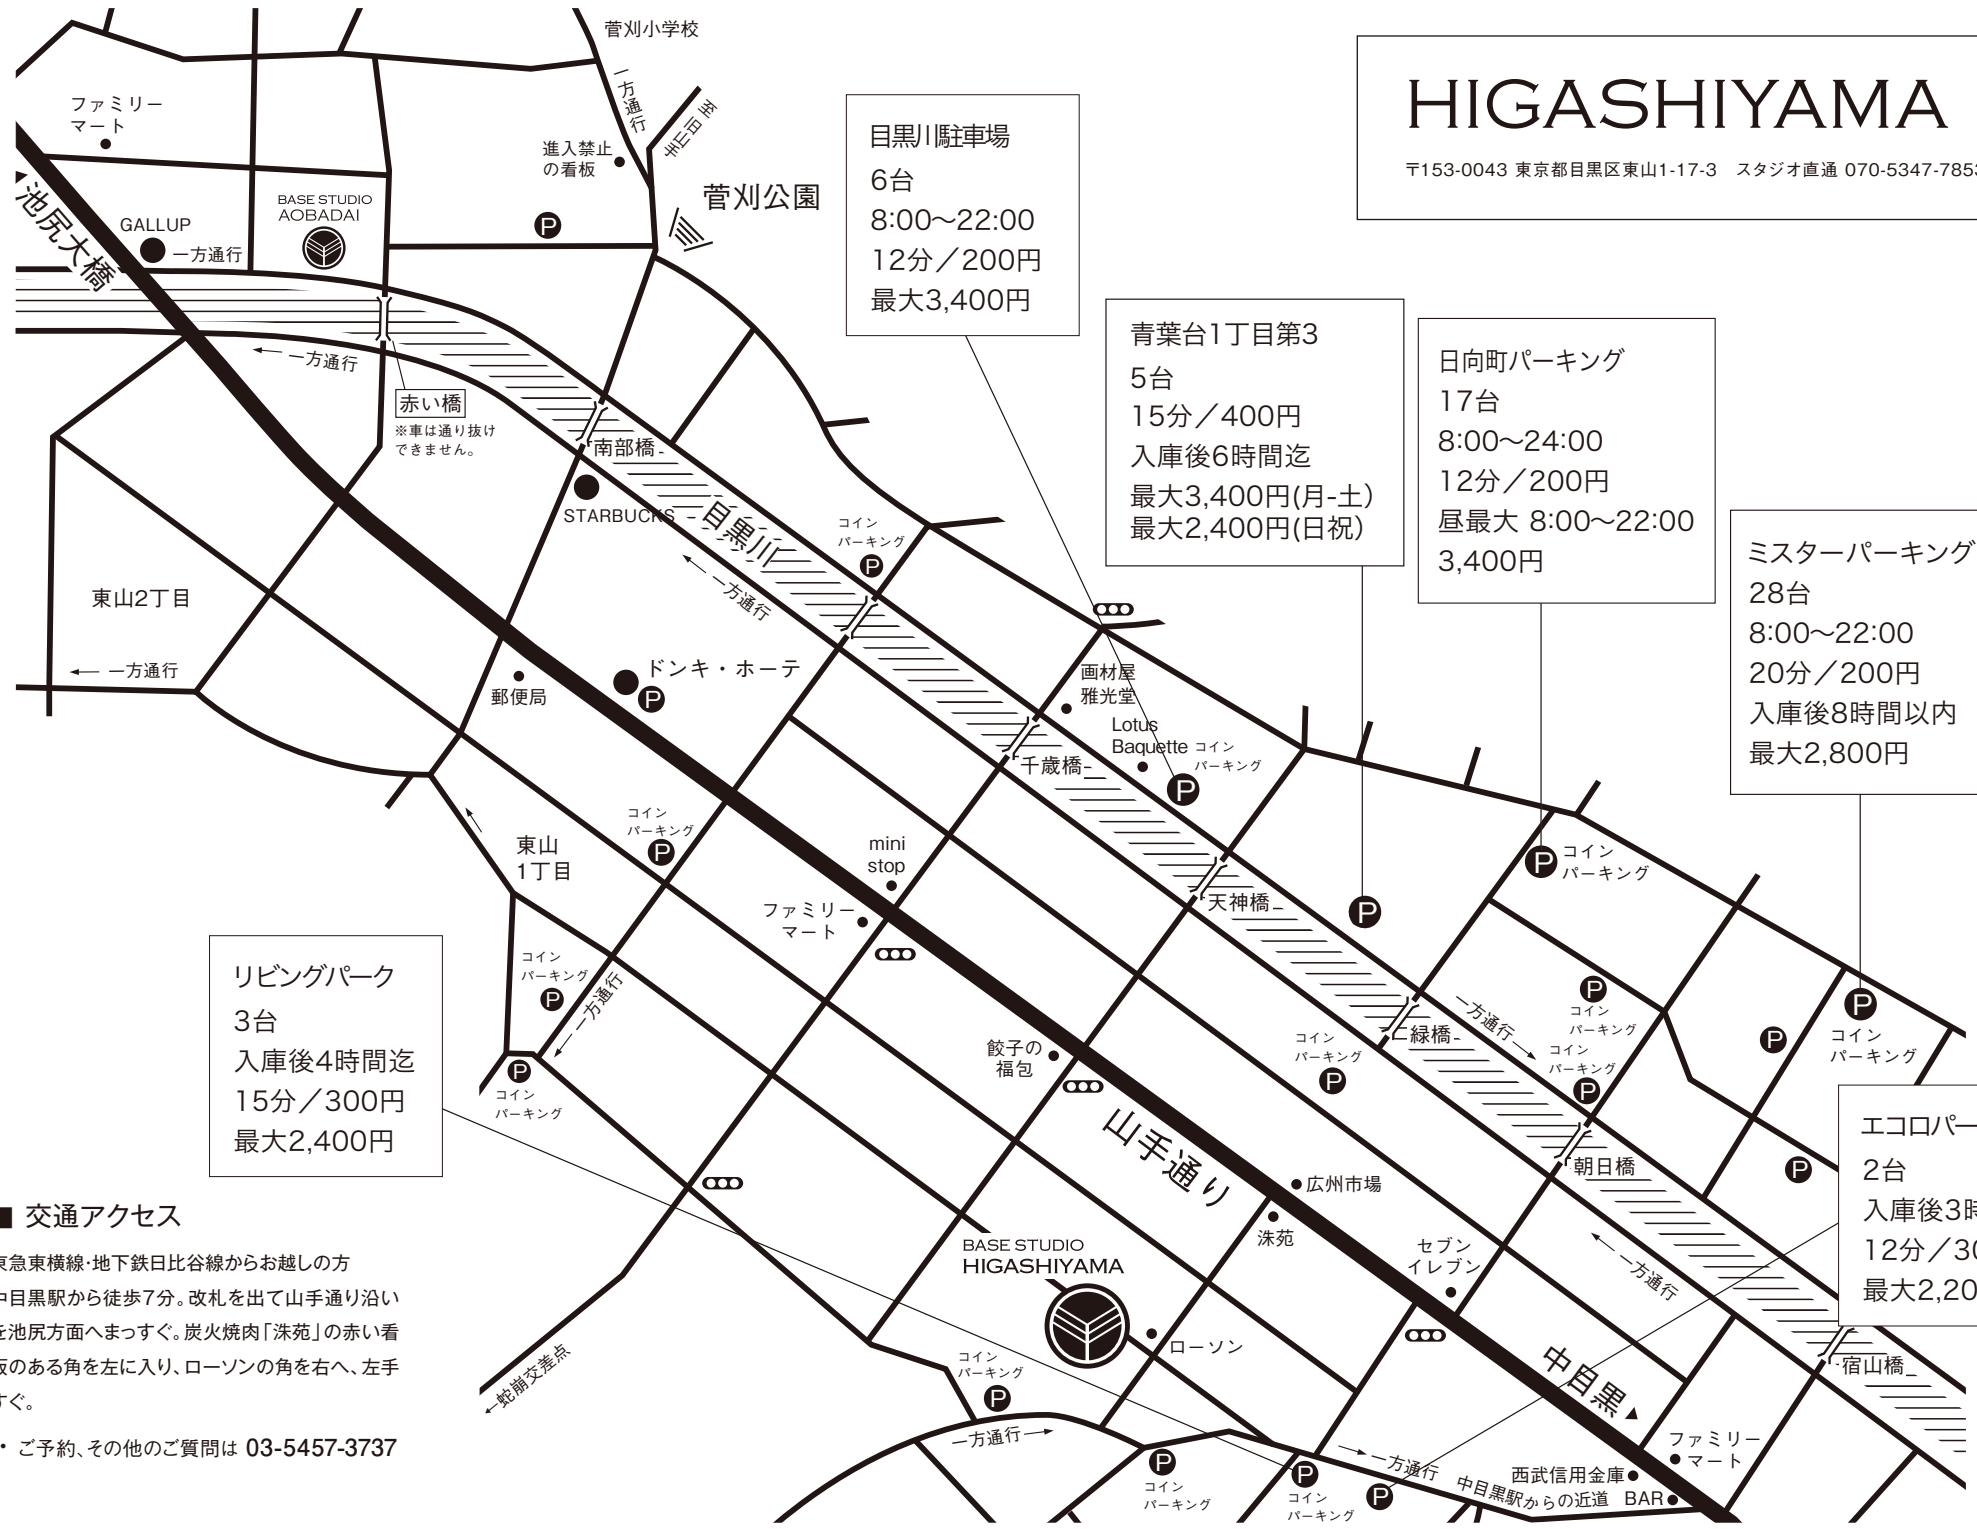 菅刈小学校
一方通行
至旧山手
ファミリー
マート
進入禁止
の看板
P
菅刈公園
池尻大橋
GALLUP
一方通行
BASE STUDIO
AOBADAI
HIGASHIYAMA
〒153-0043 東京都目黒区東山1-17-3 スタジオ直通 070-5347-785
目黒川駐車場
6台
8:00〜22:00
12分／200円
最大3,400円
青葉台1丁目第3
5台
15分／400円
入庫後6時間迄
最大3,400円(月-土)
最大2,400円(日祝)
日向町パーキング
17台
8:00〜24:00
12分／200円
昼最大 8:00〜22:00
3,400円
ミスターパーキング
28台
8:00〜22:00
20分／200円
入庫後8時間以内
最大2,800円
一方通行
赤い橋
※車は通り抜け
できません。
南部橋
STARBUCKS
目黒川
コイン
パーキング
P
一方通行
東山2丁目
一方通行
郵便局
ドンキ・ホーテ
P
画材屋
雅光堂
Lotus
Baquette
コイン
パーキング
P
千歳橋
コイン
パーキング
P
東山
1丁目
mini
stop
ファミリー
マート
天神橋
P
P
コイン
パーキング
コイン
パーキング
P
一方通行
P
コイン
パーキング
餃子の
福包
コイン
パーキング
P
緑橋
一方通行
P
コイン
パーキング
コイン
パーキング
P
P
P
コイン
パーキング
P
朝日橋
リビングパーク
3台
入庫後4時間迄
15分／300円
最大2,400円
エコロパー
2台
入庫後3時
12分／30
最大2,20
山手通り
広州市場
洙苑
セブン
イレブン
一方通行
BASE STUDIO
HIGASHIYAMA
ローソン
コイン
パーキング
P
蛇崩交差点
一方通行
中目黒
宿山橋
P
コイン
パーキング
P
コイン
パーキング
P
一方通行
中目黒駅からの近道
西武信用金庫
BAR
ファミリー
マート
■ 交通アクセス
東急東横線・地下鉄日比谷線からお越しの方
中目黒駅から徒歩7分。改札を出て山手通り沿い
を池尻方面へまっすぐ。炭火焼肉「洙苑」の赤い看
板のある角を左に入り、ローソンの角を右へ、左手
すぐ。
・ ご予約、その他のご質問は 03-5457-3737